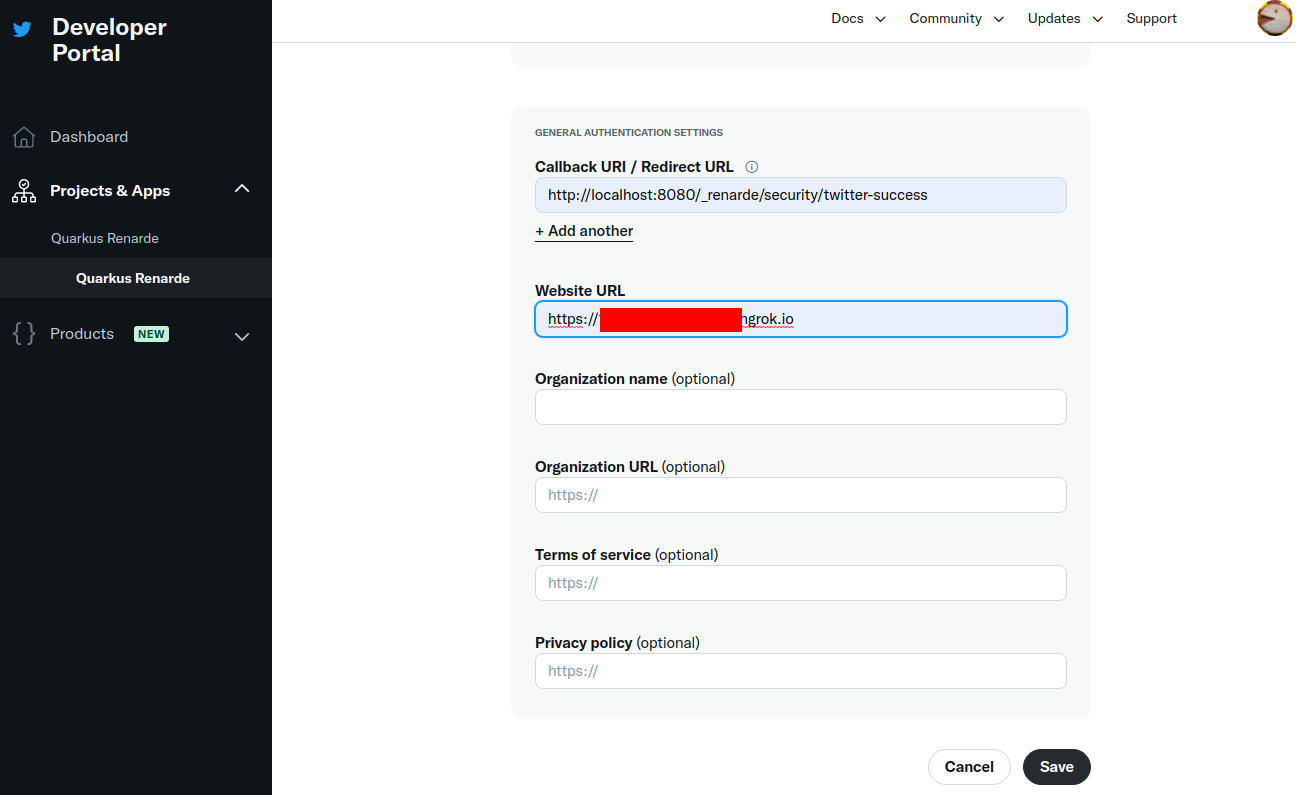 Developer
Portal
Docs
Community
Updates
Support
Dashboard
Projects & Apps
Quarkus Renarde
Quarkus Renarde
Products NEW
GENERAL AUTHENTICATION SETTINGS
Callback URI / Redirect URL
http://localhost:8080/_renarde/security/twitter-success
+ Add another
Website URL
https:// ngrok.io
Organization name (optional)
Organization URL (optional)
https://
Terms of service (optional)
https://
Privacy policy (optional)
https://
Cancel
Save